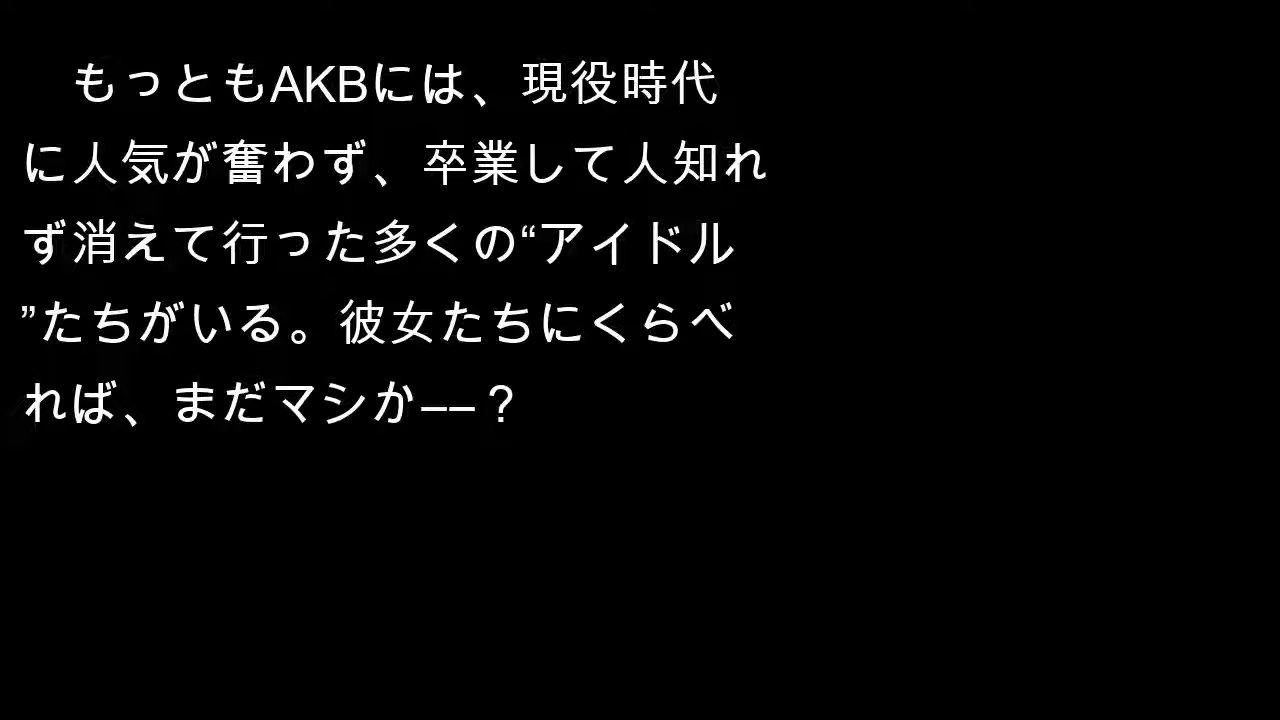 もっともAKBには、現役時代
に人気が奮わず、卒業して人知れ
ず消えて行った多くの“アイドル
”たちがいる。彼女たちにくらべ
れば、まだマシか––？